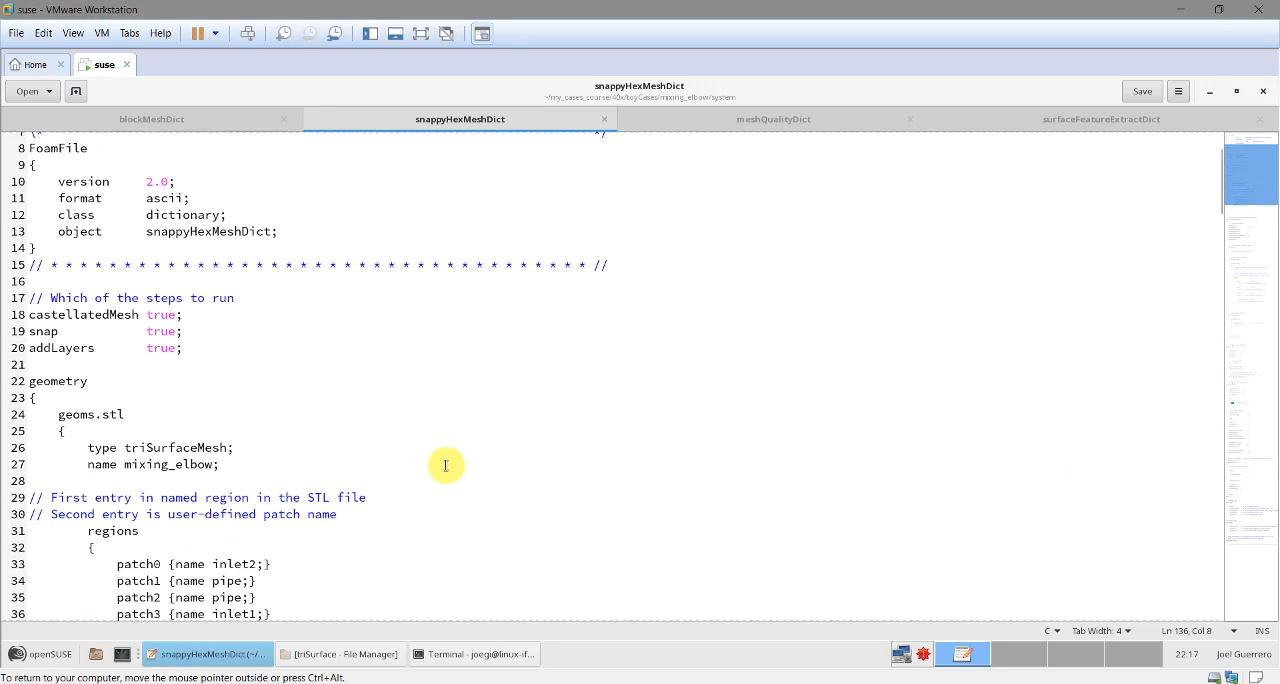 suse - VMware Workstation
File Edit View VM Tabs Help
Home suse
Open snappyHexMeshDict Save
~/my_cases_course/40x/toyCases/mixing_elbow/system
blockMeshDict snappyHexMeshDict meshQualityDict surfaceFeatureExtractDict
8 FoamFile
9 {
10 version 2.0;
11 format ascii;
12 class dictionary;
13 object snappyHexMeshDict;
14 }
15 // * * * * * * * * * * * * * * * * * * * * * * * * * * * * * * * * * * * * * //
16
17 // Which of the steps to run
18 castellatedMesh true;
19 snap true;
20 addLayers true;
21
22 geometry
23 {
24 geoms.stl
25 {
26 type triSurfaceMesh;
27 name mixing_elbow;
28
29 // First entry in named region in the STL file
30 // Second entry is user-defined patch name
31 regions
32 {
33 patch0 {name inlet2;}
34 patch1 {name pipe;}
35 patch2 {name pipe;}
36 patch3 {name inlet1;}
C Tab Width: 4 Ln 136, Col 8 INS
openSUSE snappyHexMeshDict (~/... [triSurface - File Manager] Terminal - joegi@linux-if... 22:17 Joel Guerrero
To return to your computer, move the mouse pointer outside or press Ctrl+Alt.